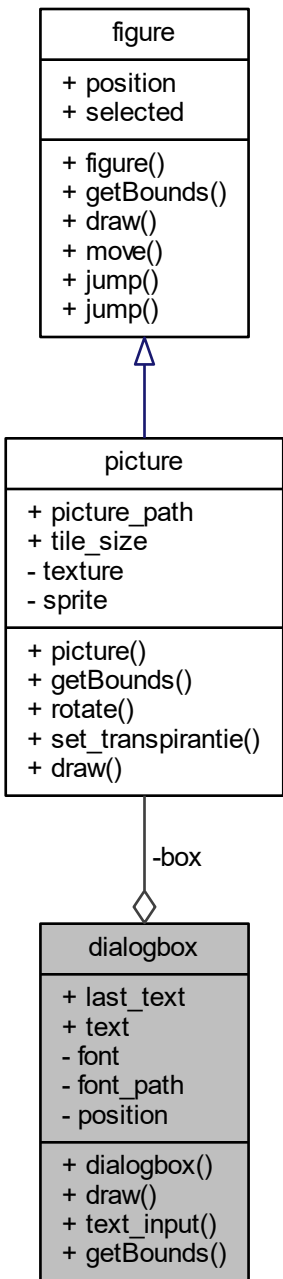 figure
+ position
+ selected
+ figure()
+ getBounds()
+ draw()
+ move()
+ jump()
+ jump()
picture
+ picture_path
+ tile_size
- texture
- sprite
+ picture()
+ getBounds()
+ rotate()
+ set_transpirantie()
+ draw()
-box
dialogbox
+ last_text
+ text
- font
- font_path
- position
+ dialogbox()
+ draw()
+ text_input()
+ getBounds()